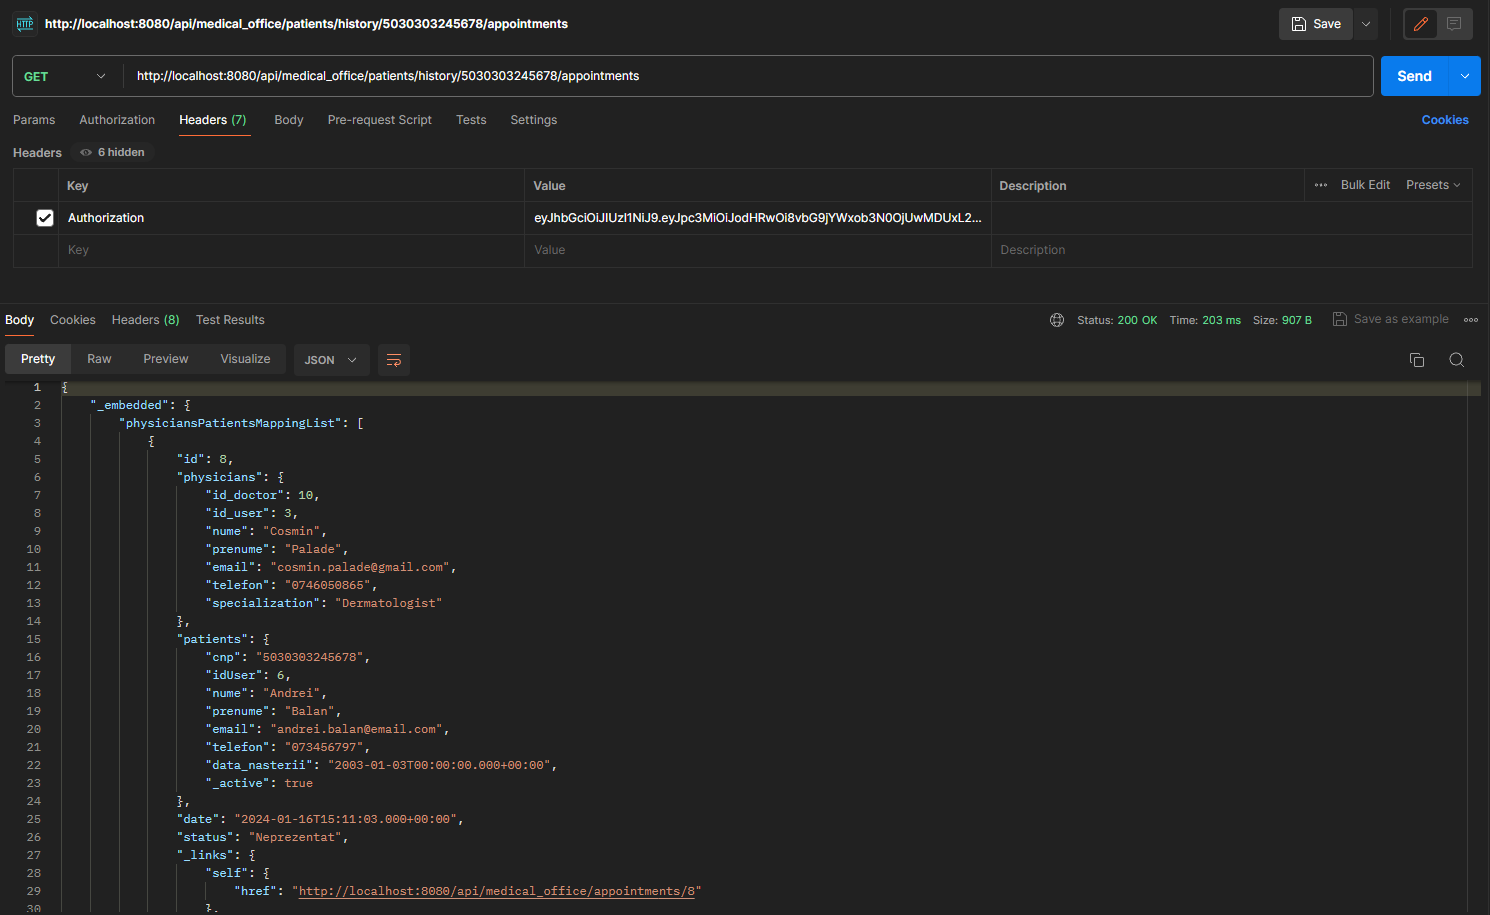 HTTP http://localhost:8080/api/medical_office/patients/history/5030303245678/appointments Save
GET http://localhost:8080/api/medical_office/patients/history/5030303245678/appointments Send
Params Authorization Headers (7) Body Pre-request Script Tests Settings Cookies
Headers 6 hidden
Key Value Description Bulk Edit Presets
Authorization eyJhbGciOiJIUzI1NiJ9.eyJpc3MiOiJodHRwOi8vbG9jYWxob3N0OjUwMDUxL2...
Key Value Description
Body Cookies Headers (8) Test Results Status: 200 OK Time: 203 ms Size: 907 B Save as example
Pretty Raw Preview Visualize JSON
1 {
2 "_embedded": {
3 "physiciansPatientsMappingList": [
4 {
5 "id": 8,
6 "physicians": {
7 "id_doctor": 10,
8 "id_user": 3,
9 "nume": "Cosmin",
10 "prenume": "Palade",
11 "email": "cosmin.palade@gmail.com",
12 "telefon": "0746050865",
13 "specialization": "Dermatologist"
14 },
15 "patients": {
16 "cnp": "5030303245678",
17 "idUser": 6,
18 "nume": "Andrei",
19 "prenume": "Balan",
20 "email": "andrei.balan@email.com",
21 "telefon": "073456797",
22 "data_nasterii": "2003-01-03T00:00:00.000+00:00",
23 "_active": true
24 },
25 "date": "2024-01-16T15:11:03.000+00:00",
26 "status": "Neprezentat",
27 "_links": {
28 "self": {
29 "href": "http://localhost:8080/api/medical_office/appointments/8"
30 },